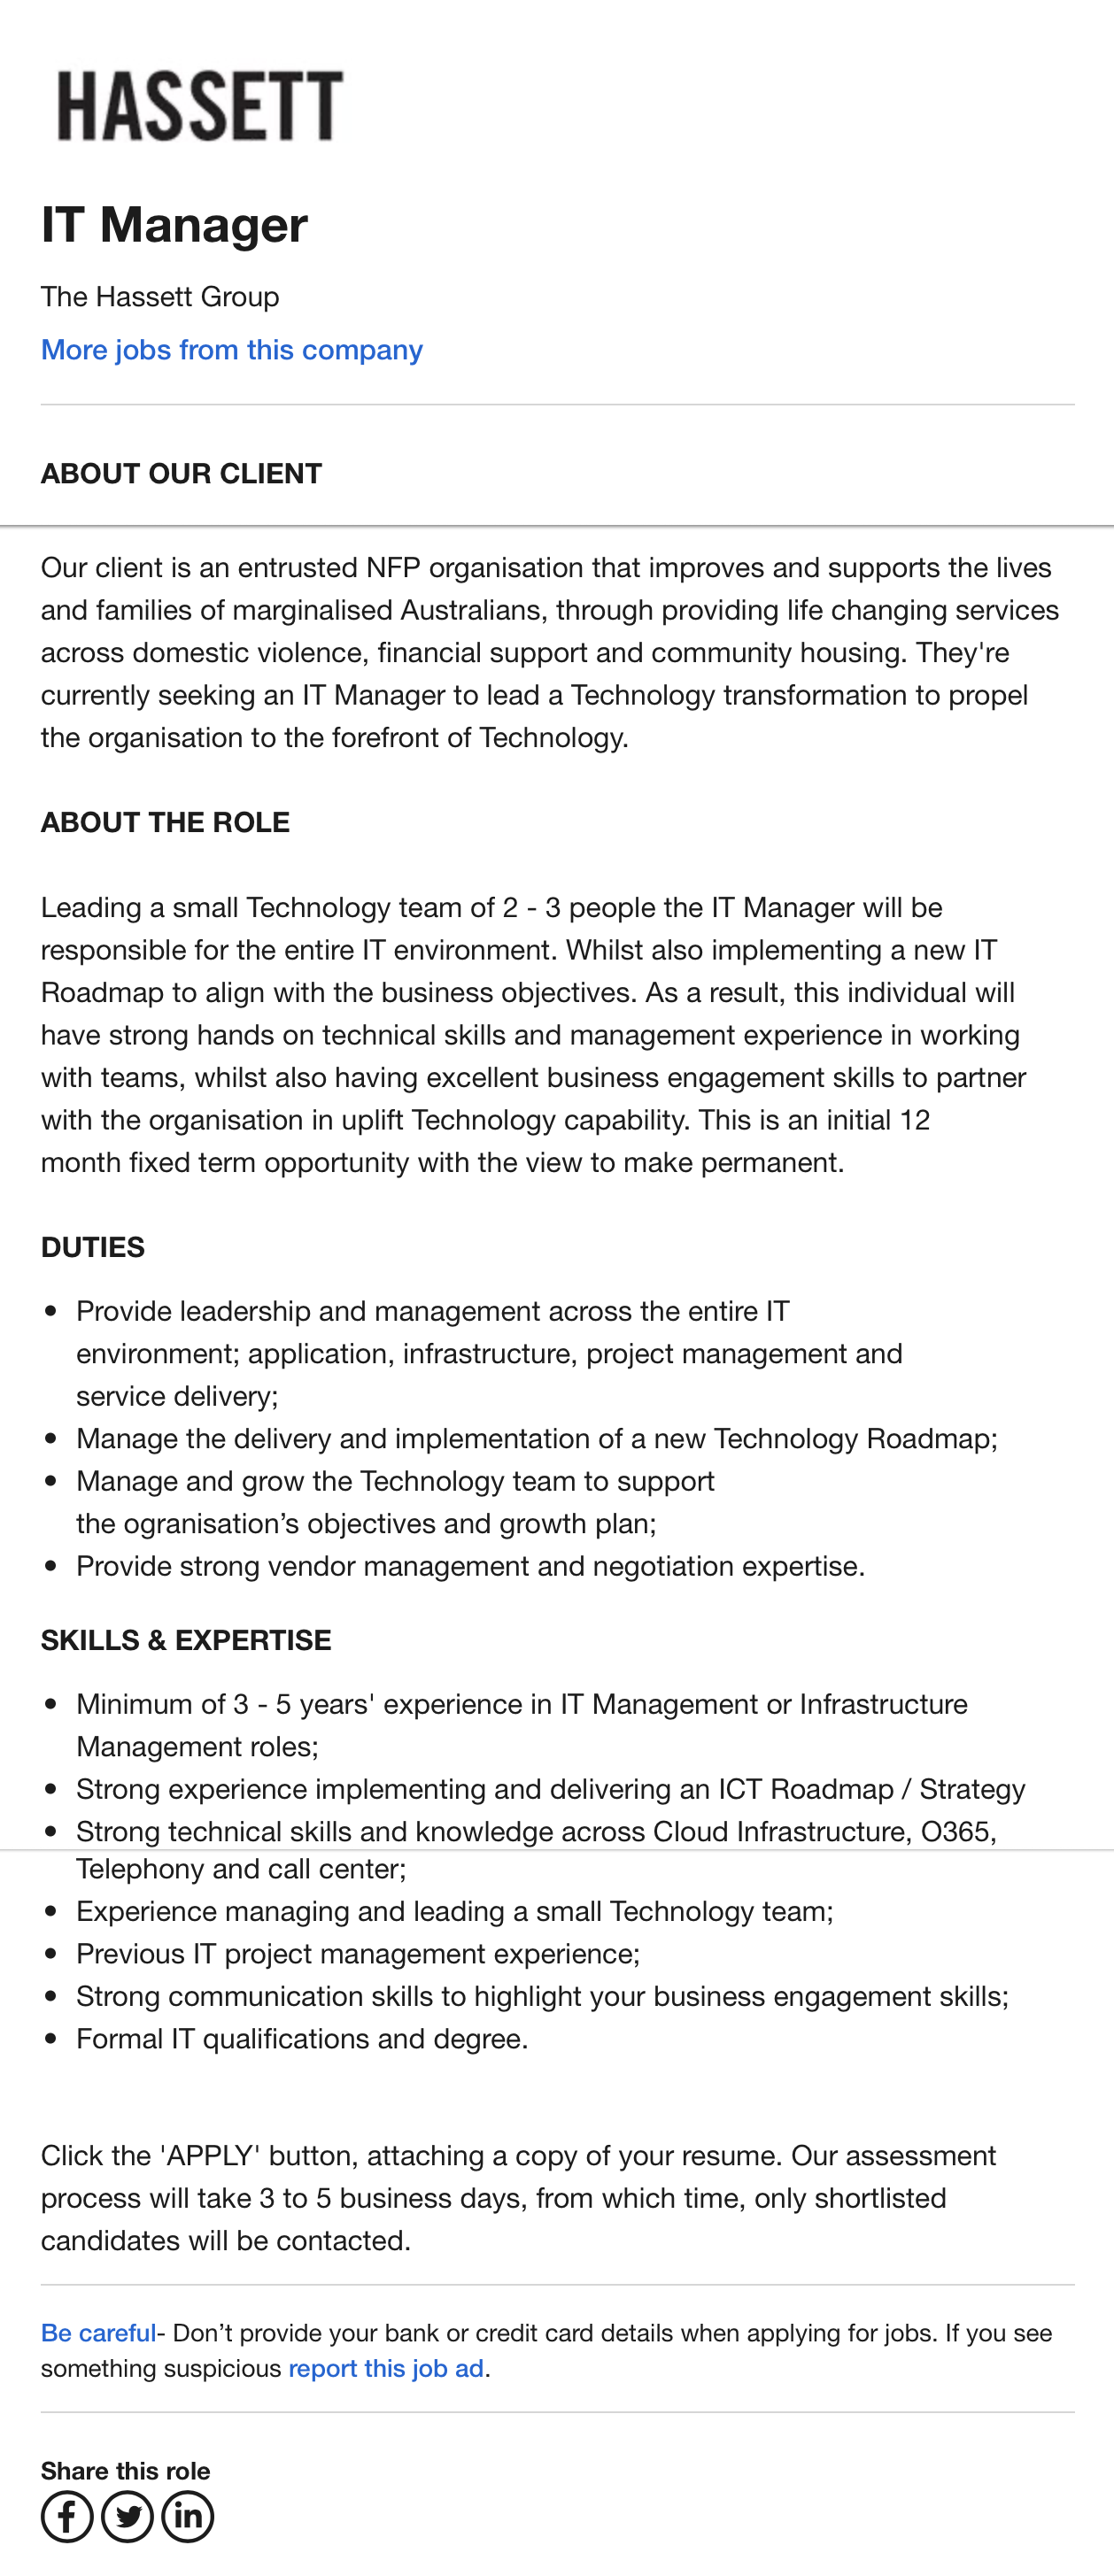 HASSETT
IT Manager
The Hassett Group
More jobs from this company
ABOUT OUR CLIENT
Our client is an entrusted NFP organisation that improves and supports the lives
and families of marginalised Australians, through providing life changing services
across domestic violence, financial support and community housing. They're
currently seeking an IT Manager to lead a Technology transformation to propel
the organisation to the forefront of Technology.
ABOUT THE ROLE
Leading a small Technology team of 2 - 3 people the IT Manager will be
responsible for the entire IT environment. Whilst also implementing a new IT
Roadmap to align with the business objectives. As a result, this individual will
have strong hands on technical skills and management experience in working
with teams, whilst also having excellent business engagement skills to partner
with the organisation in uplift Technology capability. This is an initial 12
month fixed term opportunity with the view to make permanent.
DUTIES
• Provide leadership and management across the entire IT
environment; application, infrastructure, project management and
service delivery;
• Manage the delivery and implementation of a new Technology Roadmap;
• Manage and grow the Technology team to support
the ogranisation’s objectives and growth plan;
• Provide strong vendor management and negotiation expertise.
SKILLS & EXPERTISE
• Minimum of 3 - 5 years' experience in IT Management or Infrastructure
Management roles;
• Strong experience implementing and delivering an ICT Roadmap / Strategy
• Strong technical skills and knowledge across Cloud Infrastructure, O365,
Telephony and call center;
• Experience managing and leading a small Technology team;
• Previous IT project management experience;
• Strong communication skills to highlight your business engagement skills;
• Formal IT qualifications and degree.
Click the 'APPLY' button, attaching a copy of your resume. Our assessment
process will take 3 to 5 business days, from which time, only shortlisted
candidates will be contacted.
Be careful- Don’t provide your bank or credit card details when applying for jobs. If you see
something suspicious report this job ad.
Share this role